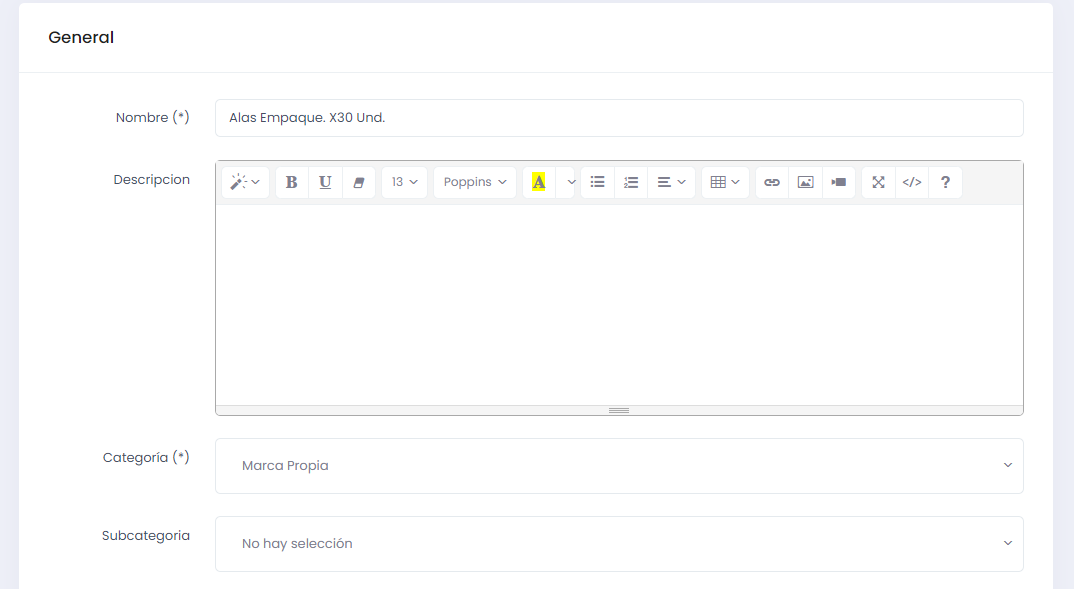 General
Nombre (*)
Alas Empaque. X30 Und.
Descripcion
B U 13 Poppins A </> ?
Categoría (*)
Marca Propia
Subcategoria
No hay selección